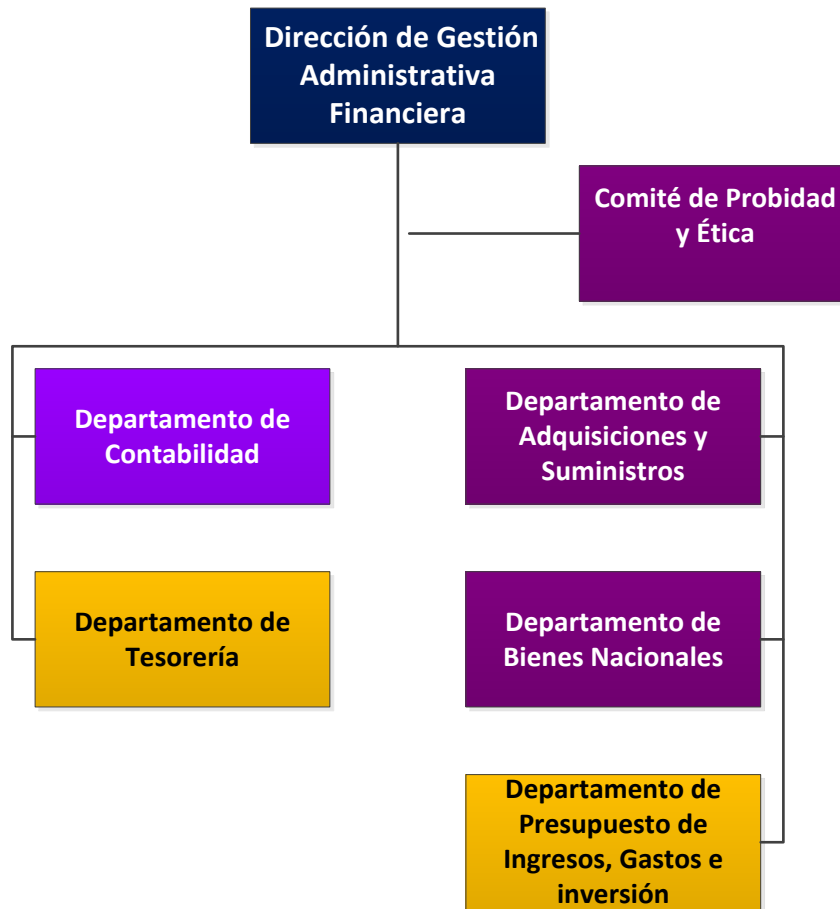 Dirección de Gestión
Administrativa
Financiera
Comité de Probidad
y Ética
Departamento de
Contabilidad
Departamento de
Adquisiciones y
Suministros
Departamento de
Tesorería
Departamento de
Bienes Nacionales
Departamento de
Presupuesto de
Ingresos, Gastos e
inversión